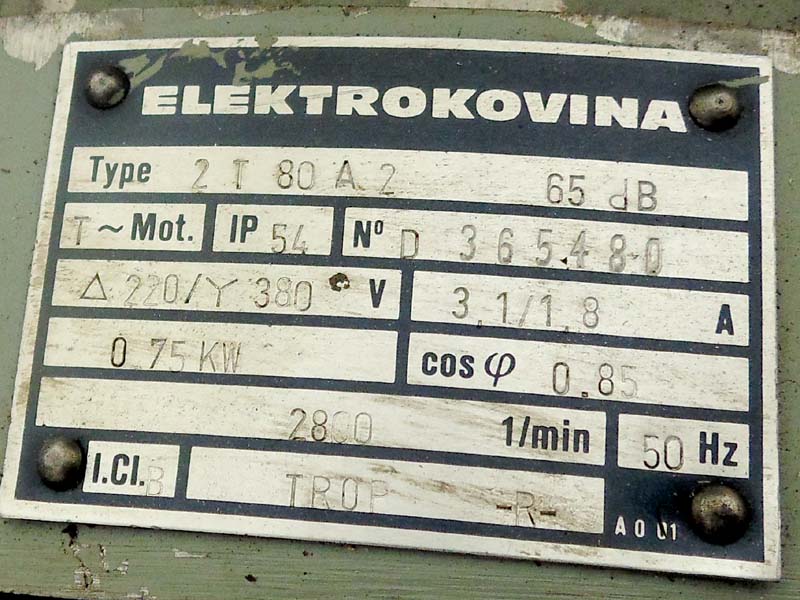 ELEKTROKOVINA
Type 2 T 80 A 2 65 dB
T ~ Mot. IP 54 Nº D 365480
Δ 220/Y 380 V 3,1/1,8 A
0.75 KW cos φ 0.85
2800 1/min 50 Hz
I.Cl. B TROP -R- A 0 01